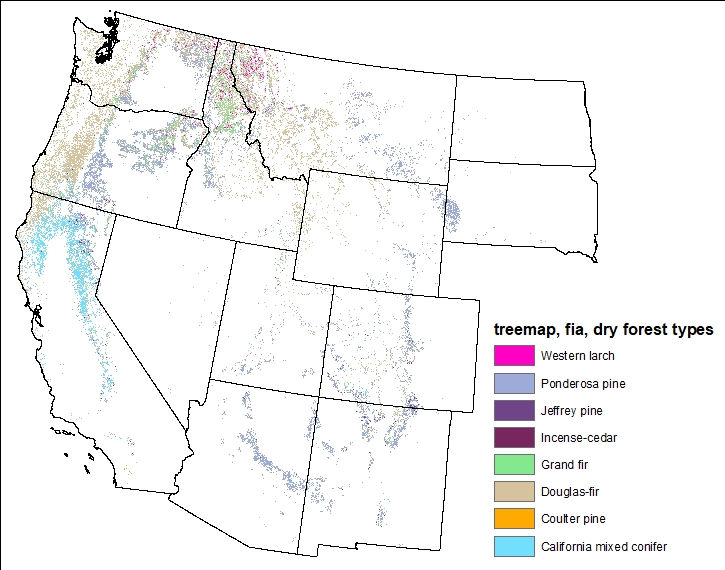 treemap, fia, dry forest types
Western larch
Ponderosa pine
Jeffrey pine
Incense-cedar
Grand fir
Douglas-fir
Coulter pine
California mixed conifer